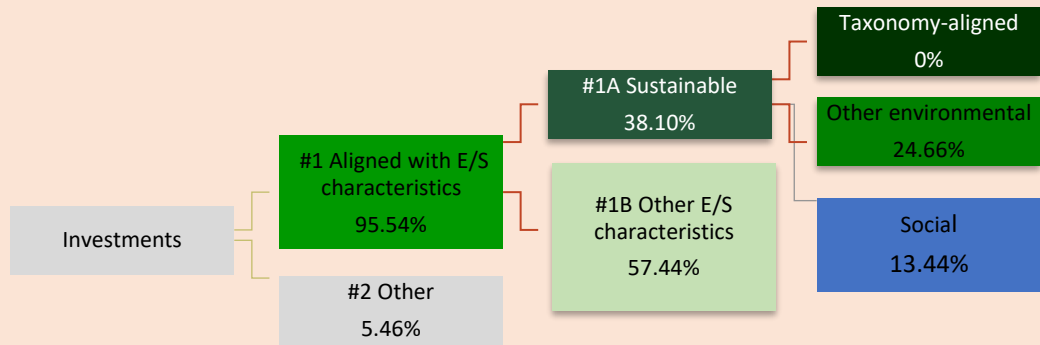 Investments
#1 Aligned with E/S
characteristics
95.54%
#2 Other
5.46%
#1A Sustainable
38.10%
#1B Other E/S
characteristics
57.44%
Taxonomy-aligned
0%
Other environmental
24.66%
Social
13.44%